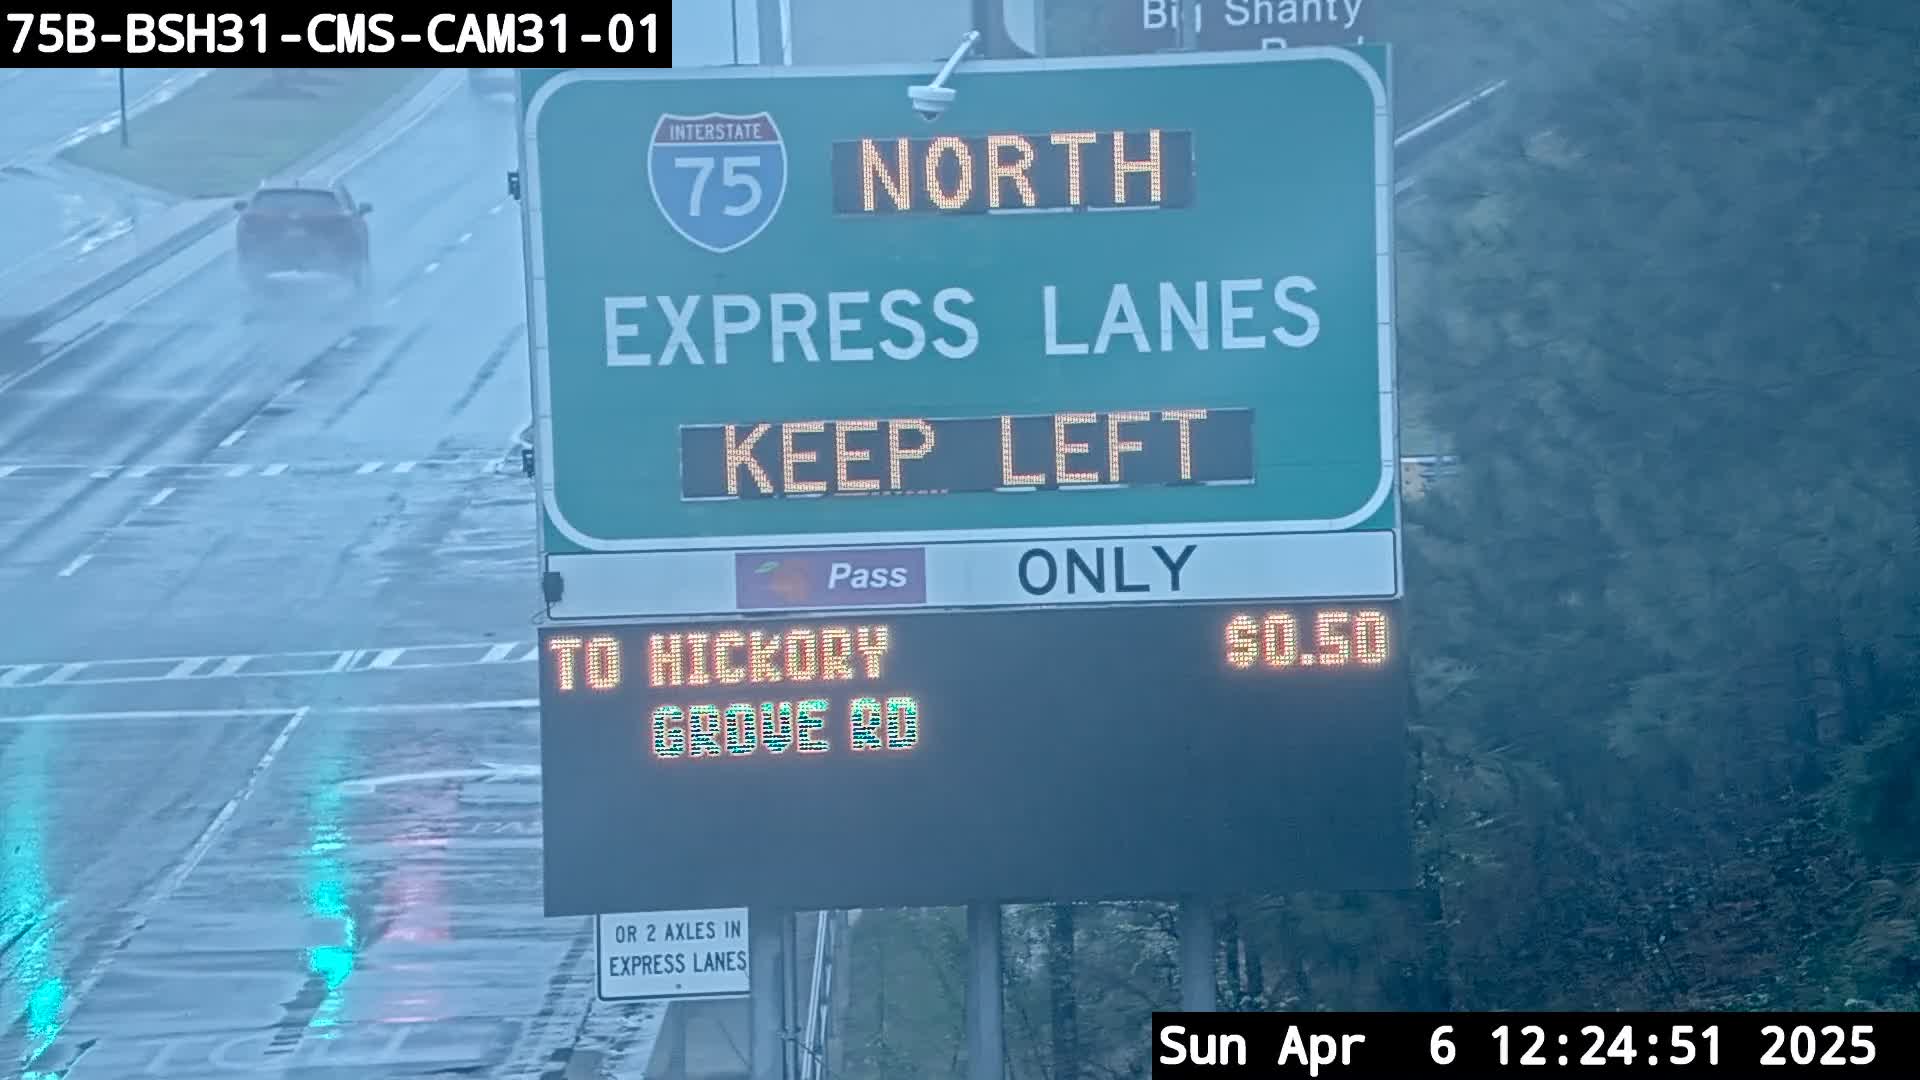 75B-BSH31-CMS-CAM31-01
Big Shanty
INTERSTATE
75
NORTH
EXPRESS LANES
KEEP LEFT
Pass
ONLY
TO HICKORY
$0.50
GROVE RD
OR 2 AXLES IN
EXPRESS LANES
Sun Apr 6 12:24:51 2025